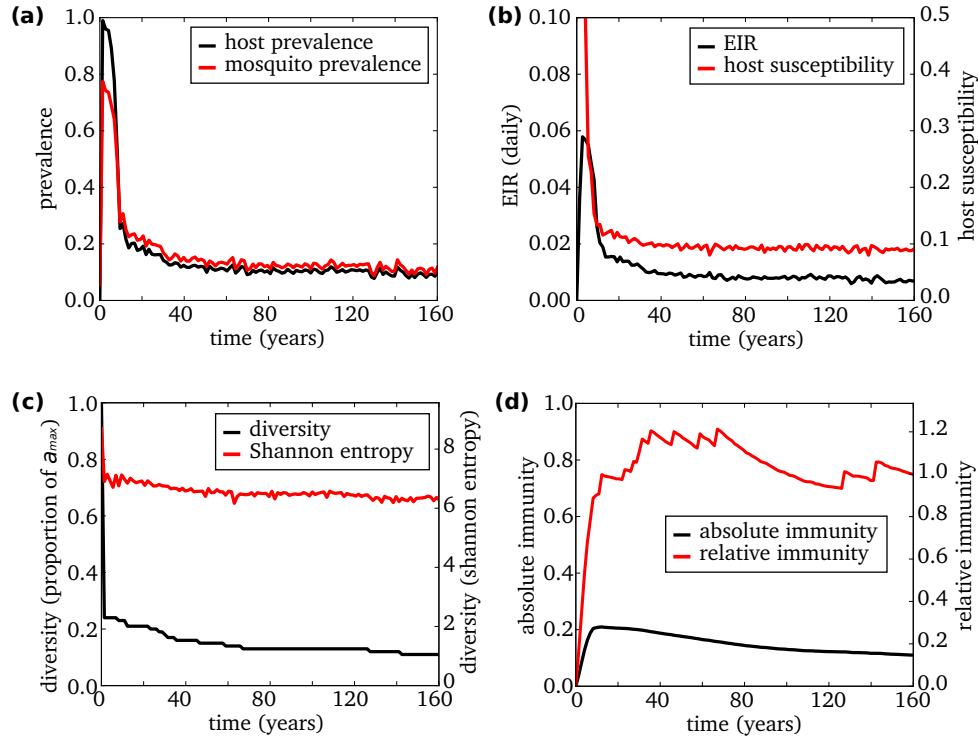 (a)
1.0
0.8
0.6
0.4
0.2
0.0
prevalence
host prevalence
mosquito prevalence
0 40 80 120 160
time (years)
(b)
0.10
0.08
0.06
0.04
0.02
0.00
EIR (daily)
EIR
host susceptibility
0.5
0.4
0.3
0.2
0.1
0.0
host susceptibility
0 40 80 120 160
time (years)
(c)
1.0
0.8
0.6
0.4
0.2
0.0
diversity (proportion of amax)
diversity
Shannon entropy
8
6
4
2
0
diversity (shannon entropy)
0 40 80 120 160
time (years)
(d)
1.0
0.8
0.6
0.4
0.2
0.0
absolute immunity
absolute immunity
relative immunity
1.2
1.0
0.8
0.6
0.4
0.2
0.0
relative immunity
0 40 80 120 160
time (years)